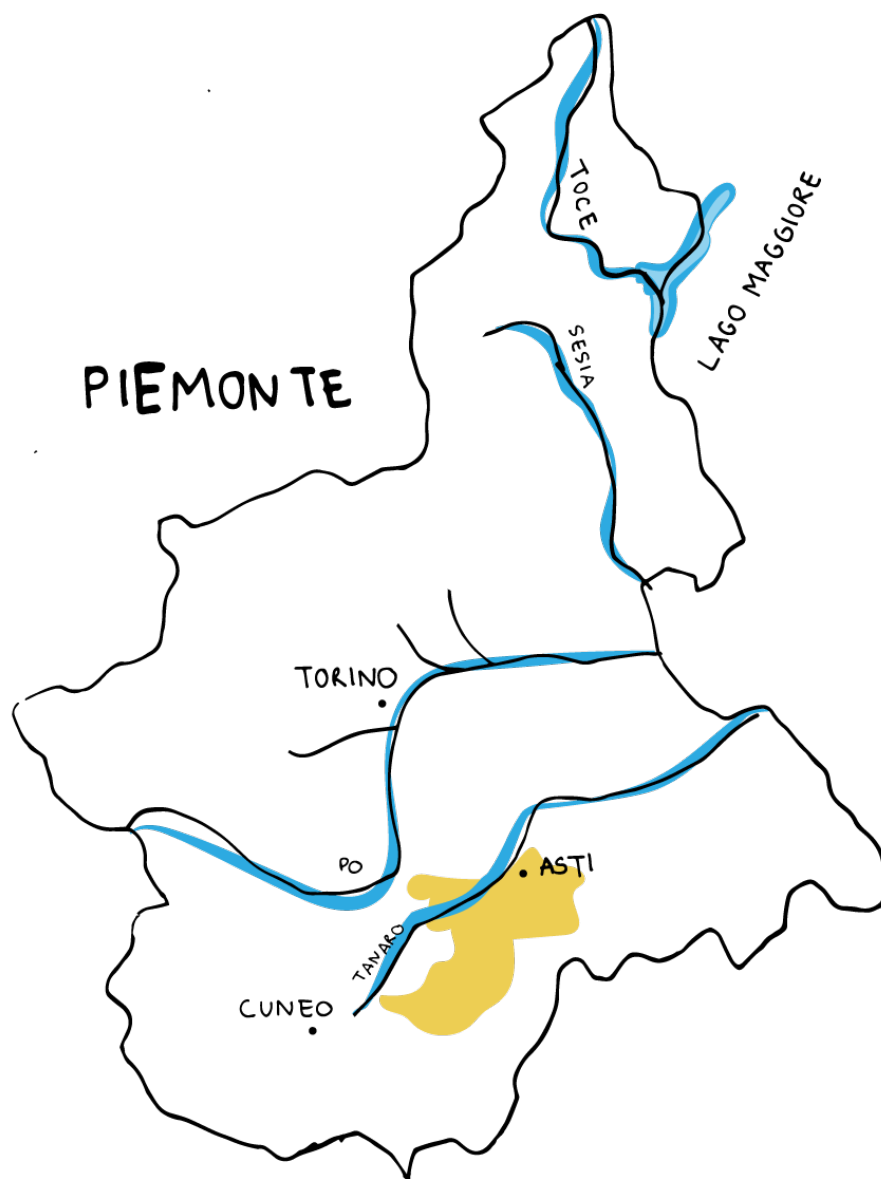 TOCE
LAGO MAGGIORE
SESIA
PIEMONTE
TORINO
PO
ASTI
TANARO
CUNEO